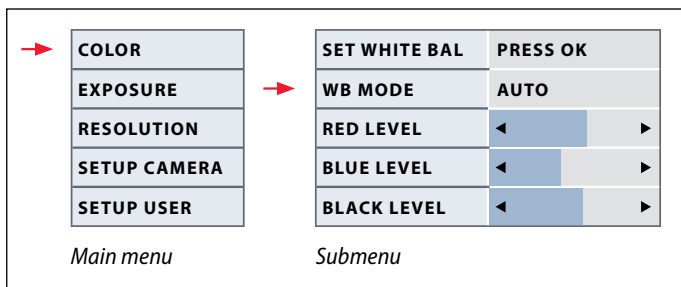 COLOR
EXPOSURE
RESOLUTION
SETUP CAMERA
SETUP USER
Main menu
SET WHITE BAL PRESS OK
WB MODE AUTO
RED LEVEL
BLUE LEVEL
BLACK LEVEL
Submenu